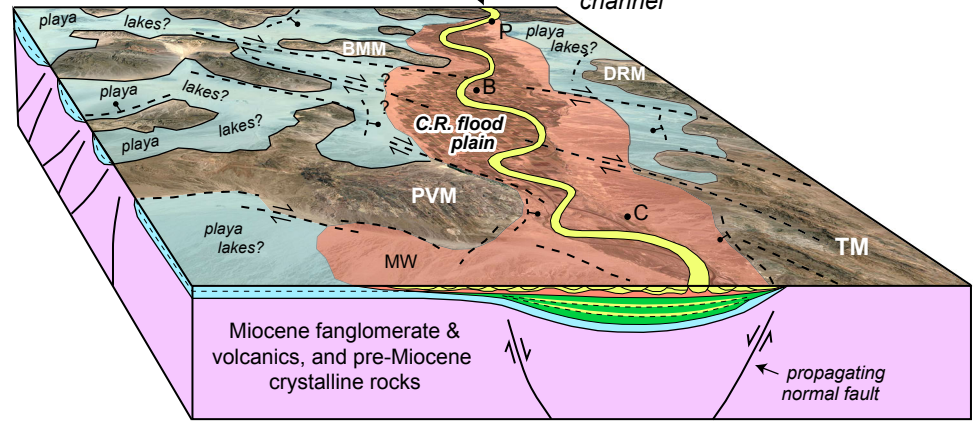 channel
playa
lakes?
BMM
P
playa
lakes?
DRM
playa
lakes?
?
?
B
playa
lakes?
C.R. flood
plain
PVM
C
playa
lakes?
MW
TM
Miocene fanglomerate &
volcanics, and pre-Miocene
crystalline rocks
propagating
normal fault